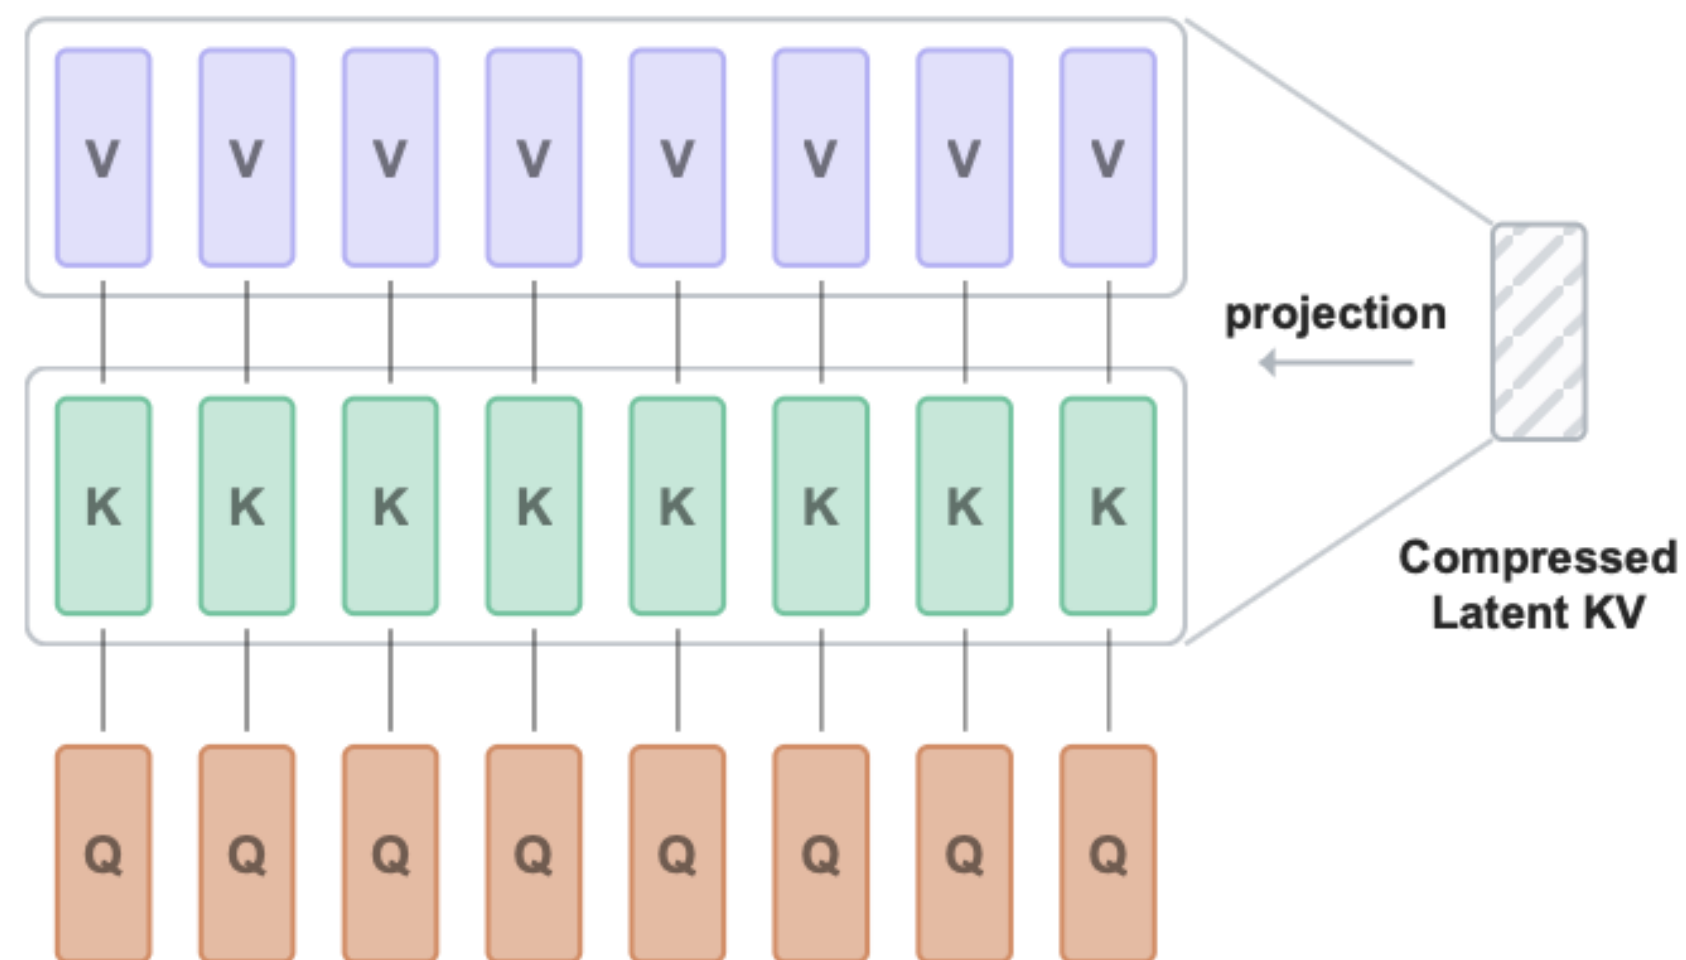 V V V V V V V V
projection
K K K K K K K K
Compressed
Latent KV
Q Q Q Q Q Q Q Q